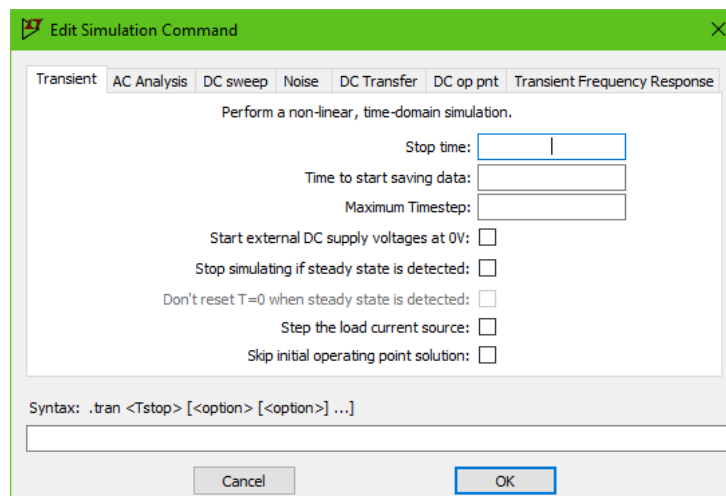 Edit Simulation Command
Transient AC Analysis DC sweep Noise DC Transfer DC op pnt Transient Frequency Response
Perform a non-linear, time-domain simulation.
Stop time:
Time to start saving data:
Maximum Timestep:
Start external DC supply voltages at 0V:
Stop simulating if steady state is detected:
Don't reset T=0 when steady state is detected:
Step the load current source:
Skip initial operating point solution:
Syntax: .tran <Tstop> [<option> [<option>] ...]
Cancel OK